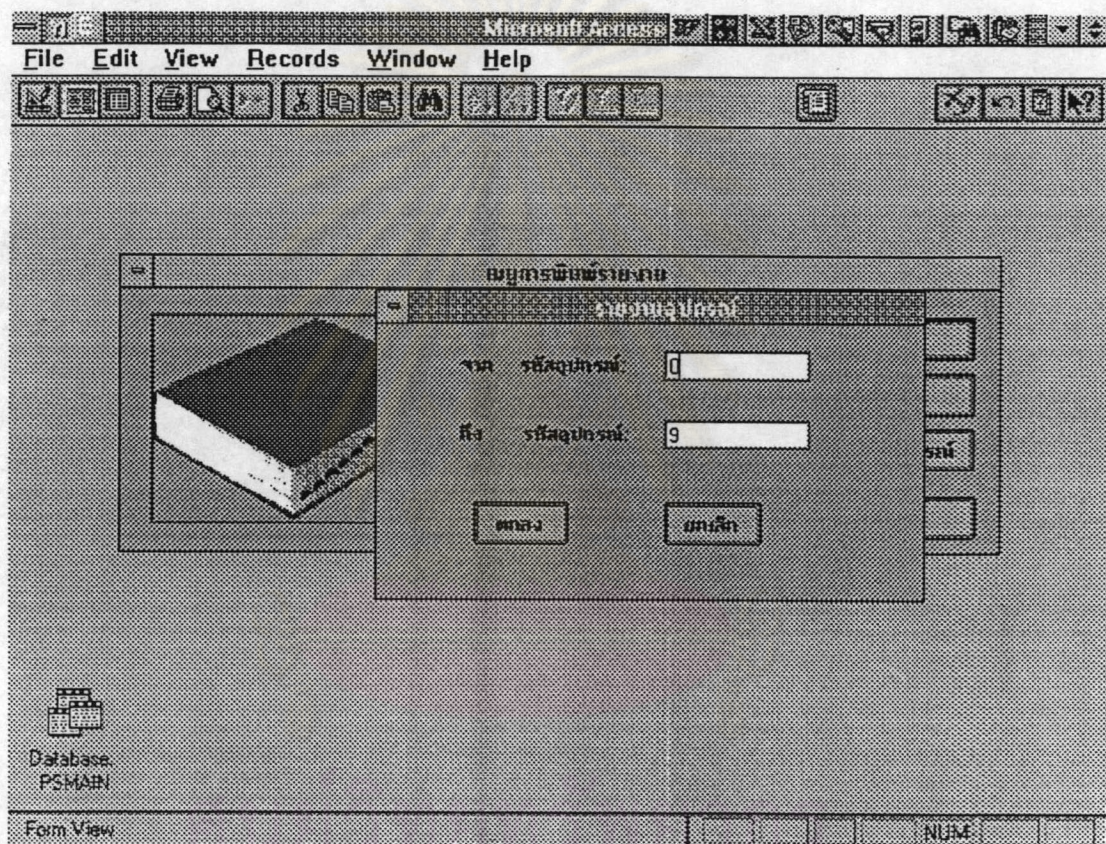 Microsoft Access
File Edit View Records Window Help
เมนูการพิมพ์รายงาน
รายงานอุปกรณ์
จาก รหัสอุปกรณ์: 0
ถึง รหัสอุปกรณ์: 9
รณ์
ตกลง ยกเลิก
Database:
PSMAIN
Form View NUM